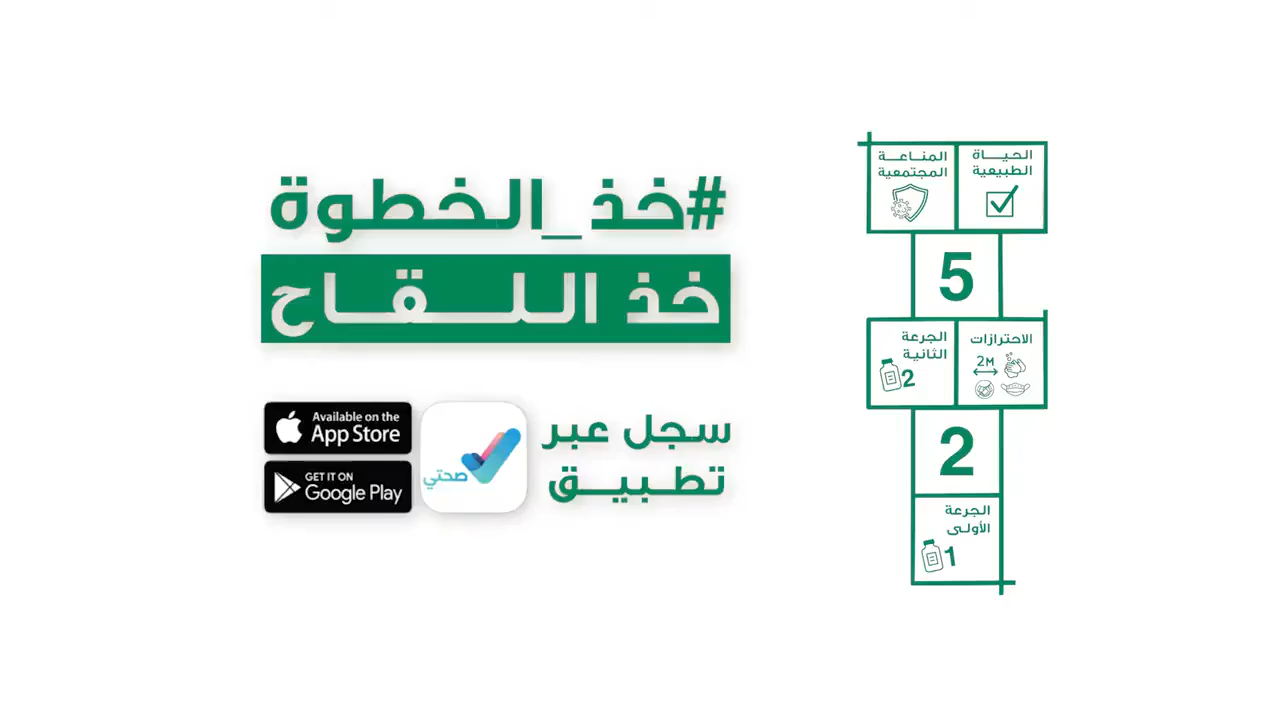 #خذ_الخطوة
خذ اللقاح
سجل عبر
تطبيق
صحتي
Available on the
App Store
GET IT ON
Google Play
الحياة
الطبيعية
المناعة
المجتمعية
5
الاحترازات
2M
الجرعة
الثانية
2
2
الجرعة
الأولى
1